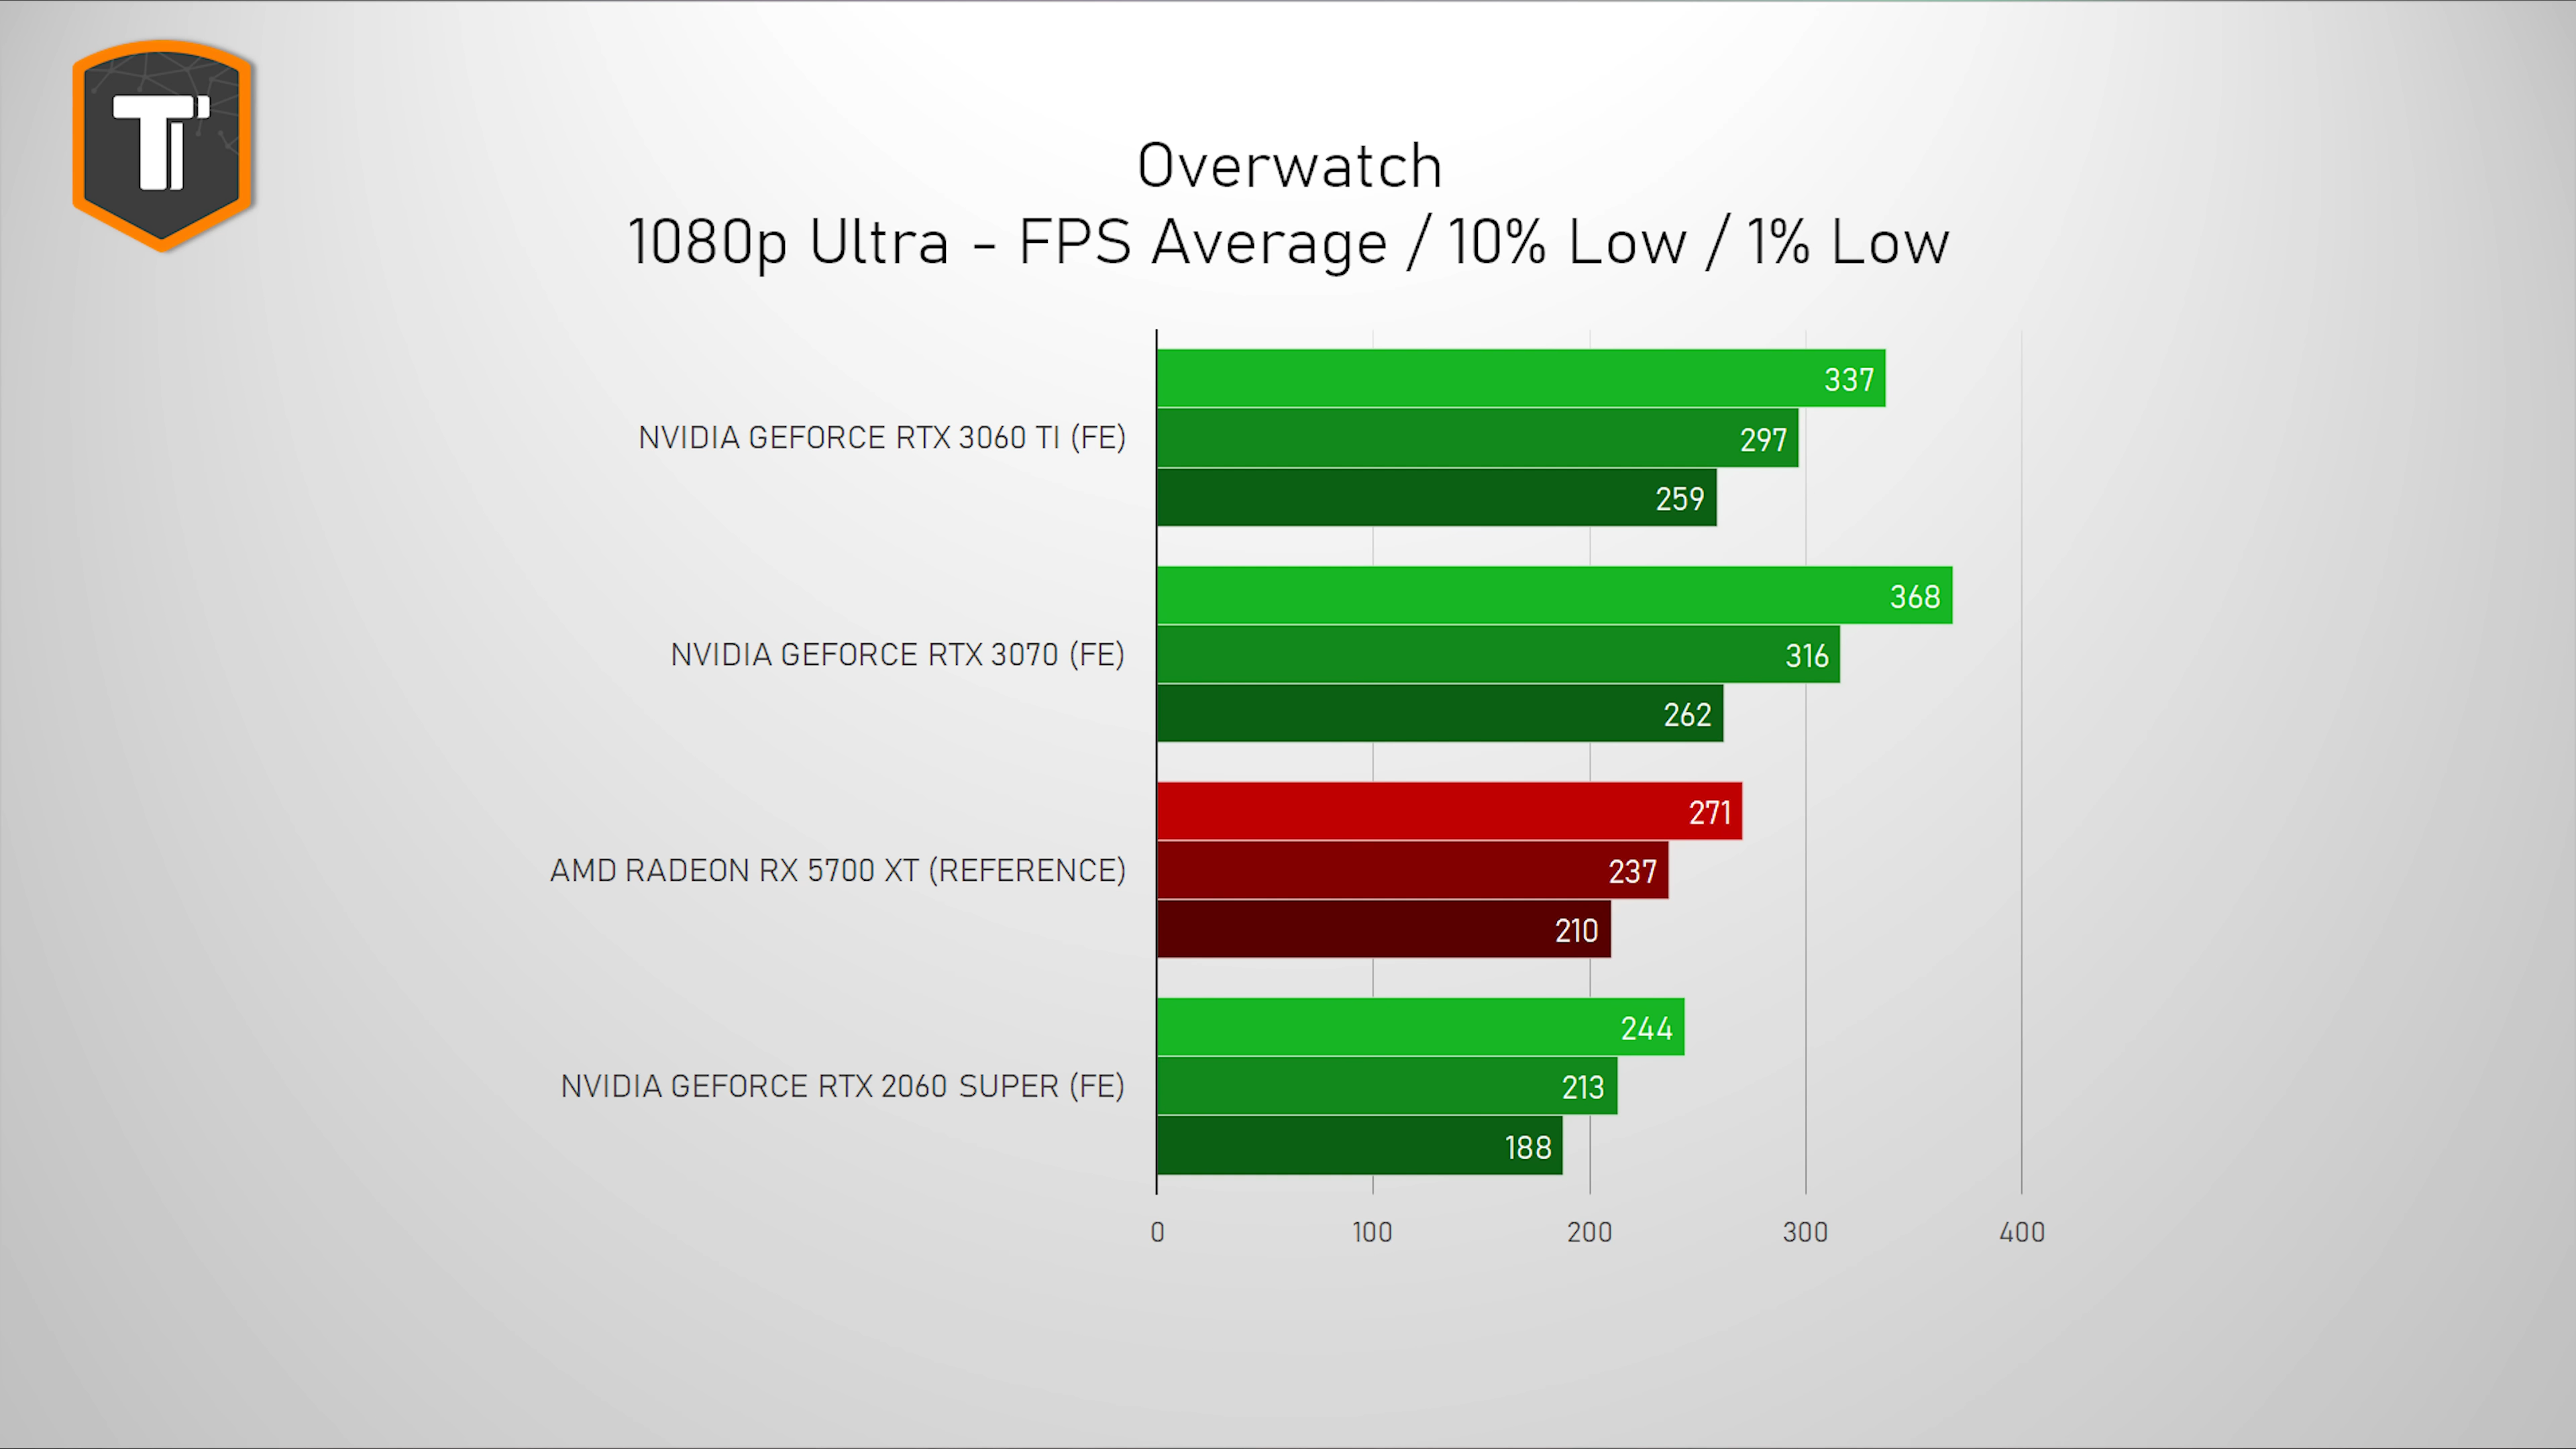 T
Overwatch
1080p Ultra - FPS Average / 10% Low / 1% Low
NVIDIA GEFORCE RTX 3060 TI (FE)
337
297
259
NVIDIA GEFORCE RTX 3070 (FE)
368
316
262
AMD RADEON RX 5700 XT (REFERENCE)
271
237
210
NVIDIA GEFORCE RTX 2060 SUPER (FE)
244
213
188
0 100 200 300 400